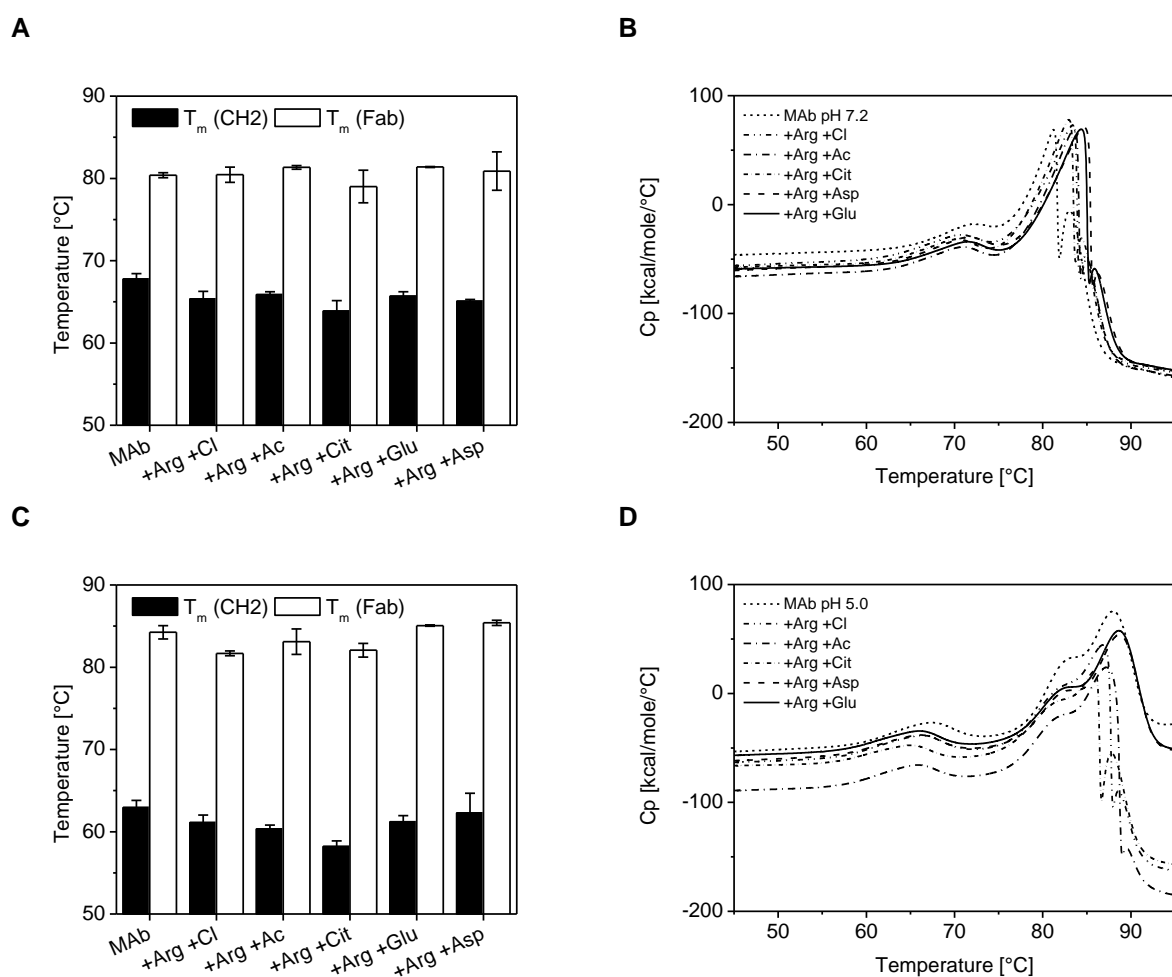 A
B
90
80
70
60
50
Temperature [°C]
T_m (CH2)
T_m (Fab)
MAb
+Arg +Cl
+Arg +Ac
+Arg +Cit
+Arg +Glu
+Arg +Asp
100
0
-100
-200
Cp [kcal/mole/°C]
MAb pH 7.2
+Arg +Cl
+Arg +Ac
+Arg +Cit
+Arg +Asp
+Arg +Glu
50 60 70 80 90
Temperature [°C]
C
D
90
80
70
60
50
Temperature [°C]
T_m (CH2)
T_m (Fab)
MAb
+Arg +Cl
+Arg +Ac
+Arg +Cit
+Arg +Glu
+Arg +Asp
100
0
-100
-200
Cp [kcal/mole/°C]
MAb pH 5.0
+Arg +Cl
+Arg +Ac
+Arg +Cit
+Arg +Asp
+Arg +Glu
50 60 70 80 90
Temperature [°C]